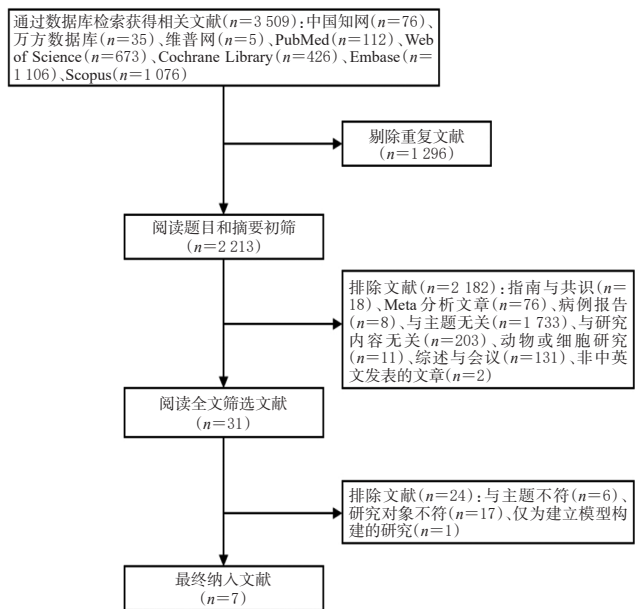 通过数据库检索获得相关文献(n=3 509):中国知网(n=76)、
万方数据库(n=35)、维普网(n=5)、PubMed(n=112)、Web
of Science(n=673)、Cochrane Library(n=426)、Embase(n=
1 106)、Scopus(n=1 076)
剔除重复文献
(n=1 296)
阅读题目和摘要初筛
(n=2 213)
排除文献(n=2 182):指南与共识(n=
18)、Meta 分析文章(n=76)、病例报告
(n=8)、与主题无关(n=1 733)、与研究
内容无关(n=203)、动物或细胞研究
(n=11)、综述与会议(n=131)、非中英
文发表的文章(n=2)
阅读全文筛选文献
(n=31)
排除文献(n=24):与主题不符(n=6)、
研究对象不符(n=17)、仅为建立模型构
建的研究(n=1)
最终纳入文献
(n=7)